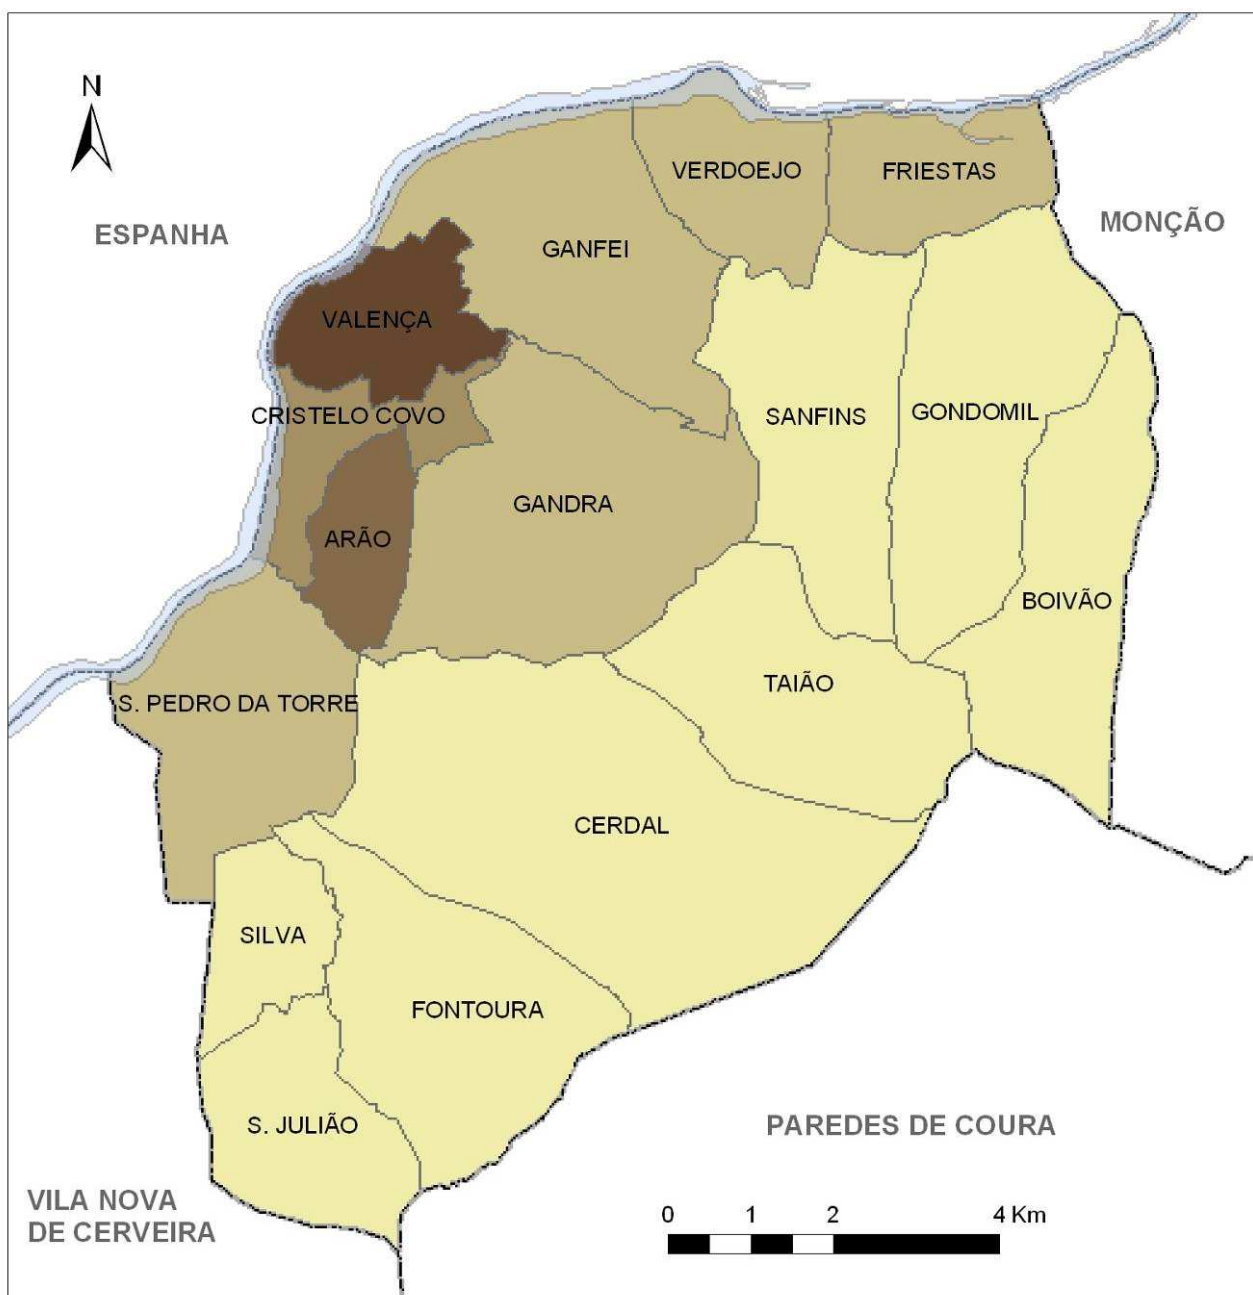 N
VERDOEJO
FRIESTAS
MONÇÃO
ESPANHA
GANFEI
VALENÇA
CRISTELO COVO
SANFINS
GONDOMIL
GANDRA
ARÃO
BOIVÃO
TAIÃO
S. PEDRO DA TORRE
CERDAL
SILVA
FONTOURA
S. JULIÃO
PAREDES DE COURA
VILA NOVA
DE CERVEIRA
0 1 2 4 Km